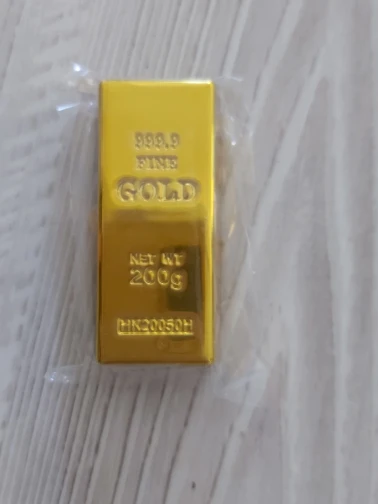 999.9
FINE
GOLD
NET WT
200g
HK20050H